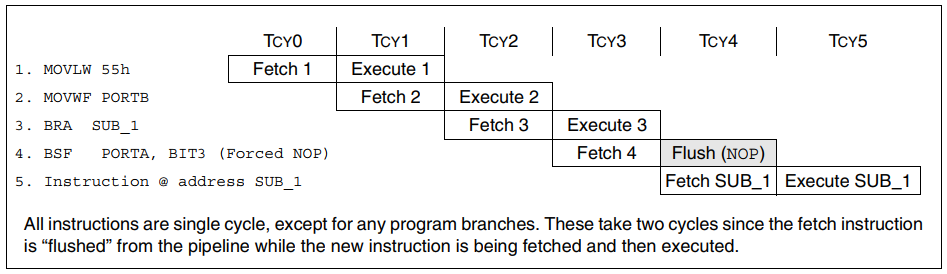 TCY0 TCY1 TCY2 TCY3 TCY4 TCY5
1. MOVLW 55h Fetch 1 Execute 1
2. MOVWF PORTB Fetch 2 Execute 2
3. BRA SUB_1 Fetch 3 Execute 3
4. BSF PORTA, BIT3 (Forced NOP) Fetch 4 Flush (NOP)
5. Instruction @ address SUB_1 Fetch SUB_1 Execute SUB_1
All instructions are single cycle, except for any program branches. These take two cycles since the fetch instruction
is “flushed” from the pipeline while the new instruction is being fetched and then executed.